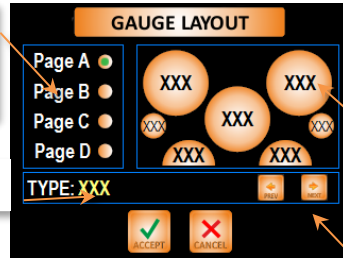 GAUGE LAYOUT
Page A
Page B
Page C
Page D
XXX XXX
XXX XXX XXX
XXX XXX
TYPE: XXX
PREV NEXT
ACCEPT CANCEL